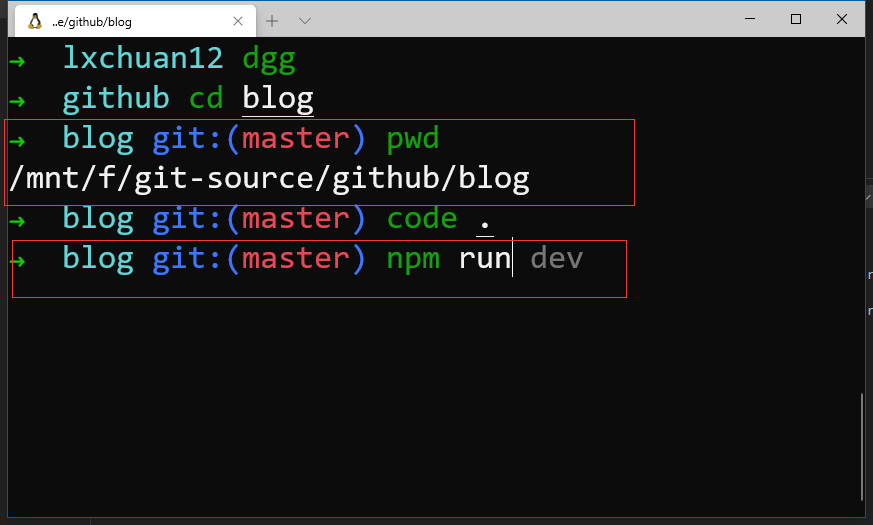 ..e/github/blog
→ lxchuan12 dgg
→ github cd blog
→ blog git:(master) pwd
/mnt/f/git-source/github/blog
→ blog git:(master) code .
→ blog git:(master) npm run dev